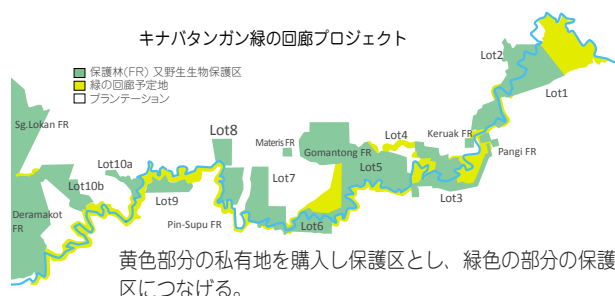 キナバタンガン緑の回廊プロジェクト
保護林(FR) 又野生生物保護区
緑の回廊予定地
プランテーション
Lot2
Lot1
Sg.Lokan FR
Lot8
Materis FR
Lot4
Keruak FR
Gomantong FR
Pangi FR
Lot10a
Lot5
Lot7
Lot10b
Lot9
Lot3
Deramakot
FR
Pin-Supu FR
Lot6
黄色部分の私有地を購入し保護区とし、緑色の部分の保護
区につなげる。